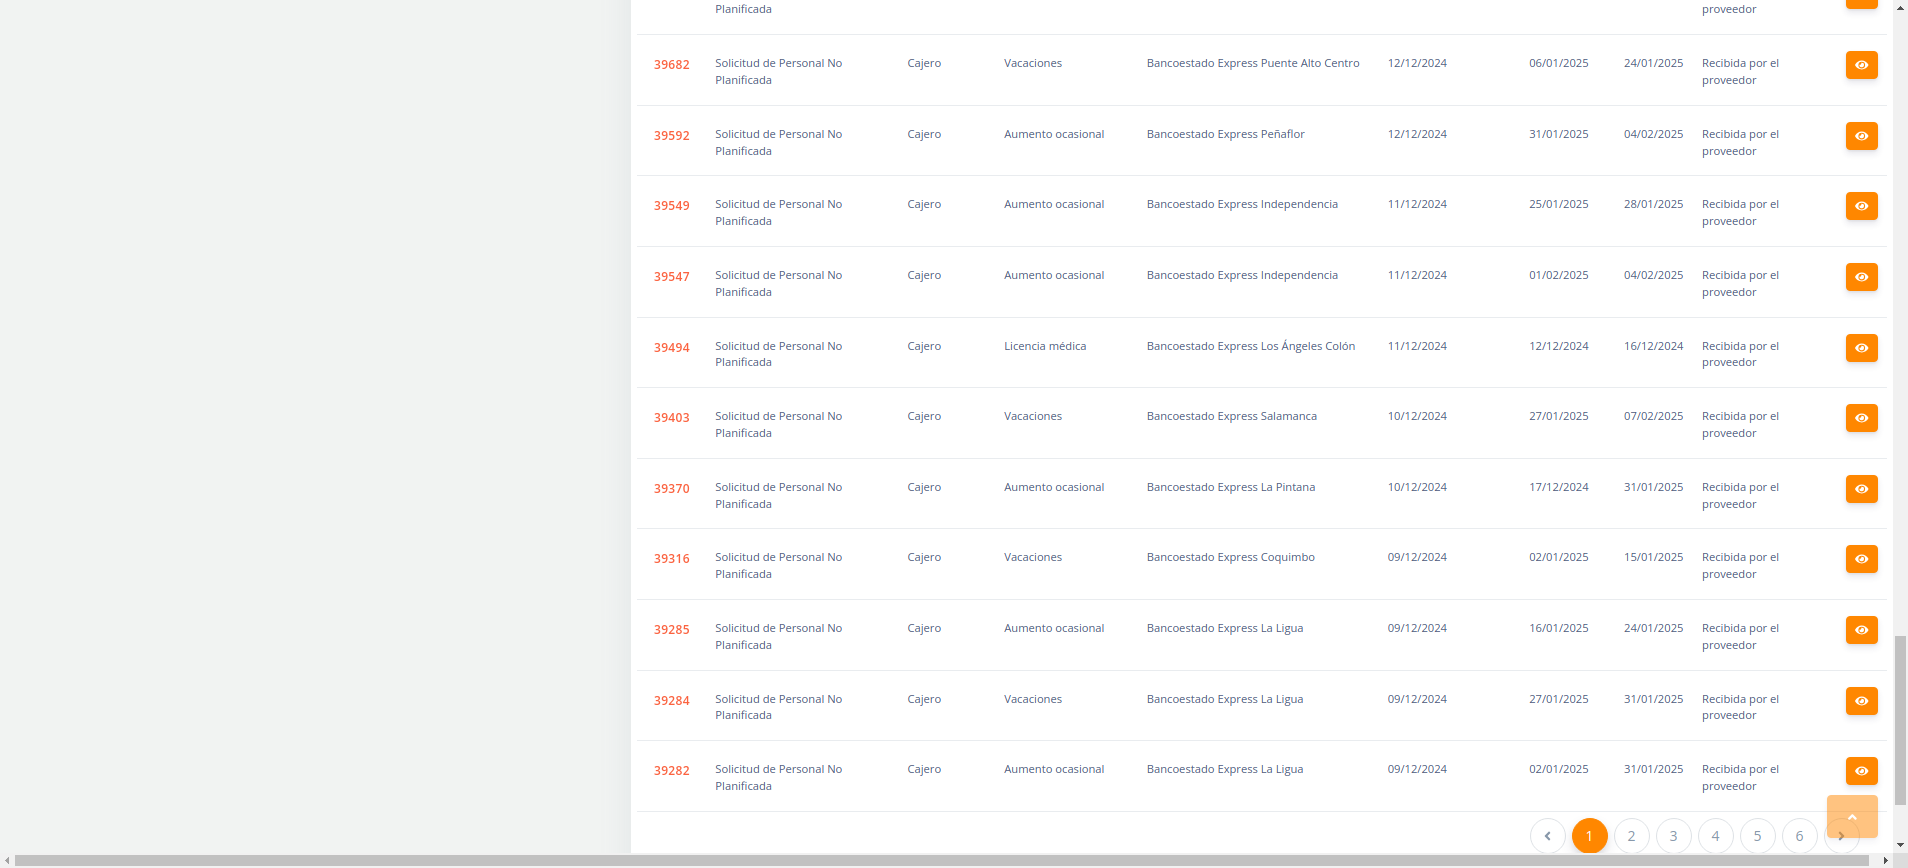 Planificada proveedor
39682 Solicitud de Personal No Cajero Vacaciones Bancoestado Express Puente Alto Centro 12/12/2024 06/01/2025 24/01/2025 Recibida por el
Planificada proveedor
39592 Solicitud de Personal No Cajero Aumento ocasional Bancoestado Express Peñaflor 12/12/2024 31/01/2025 04/02/2025 Recibida por el
Planificada proveedor
39549 Solicitud de Personal No Cajero Aumento ocasional Bancoestado Express Independencia 11/12/2024 25/01/2025 28/01/2025 Recibida por el
Planificada proveedor
39547 Solicitud de Personal No Cajero Aumento ocasional Bancoestado Express Independencia 11/12/2024 01/02/2025 04/02/2025 Recibida por el
Planificada proveedor
39494 Solicitud de Personal No Cajero Licencia médica Bancoestado Express Los Ángeles Colón 11/12/2024 12/12/2024 16/12/2024 Recibida por el
Planificada proveedor
39403 Solicitud de Personal No Cajero Vacaciones Bancoestado Express Salamanca 10/12/2024 27/01/2025 07/02/2025 Recibida por el
Planificada proveedor
39370 Solicitud de Personal No Cajero Aumento ocasional Bancoestado Express La Pintana 10/12/2024 17/12/2024 31/01/2025 Recibida por el
Planificada proveedor
39316 Solicitud de Personal No Cajero Vacaciones Bancoestado Express Coquimbo 09/12/2024 02/01/2025 15/01/2025 Recibida por el
Planificada proveedor
39285 Solicitud de Personal No Cajero Aumento ocasional Bancoestado Express La Ligua 09/12/2024 16/01/2025 24/01/2025 Recibida por el
Planificada proveedor
39284 Solicitud de Personal No Cajero Vacaciones Bancoestado Express La Ligua 09/12/2024 27/01/2025 31/01/2025 Recibida por el
Planificada proveedor
39282 Solicitud de Personal No Cajero Aumento ocasional Bancoestado Express La Ligua 09/12/2024 02/01/2025 31/01/2025 Recibida por el
Planificada proveedor
1 2 3 4 5 6